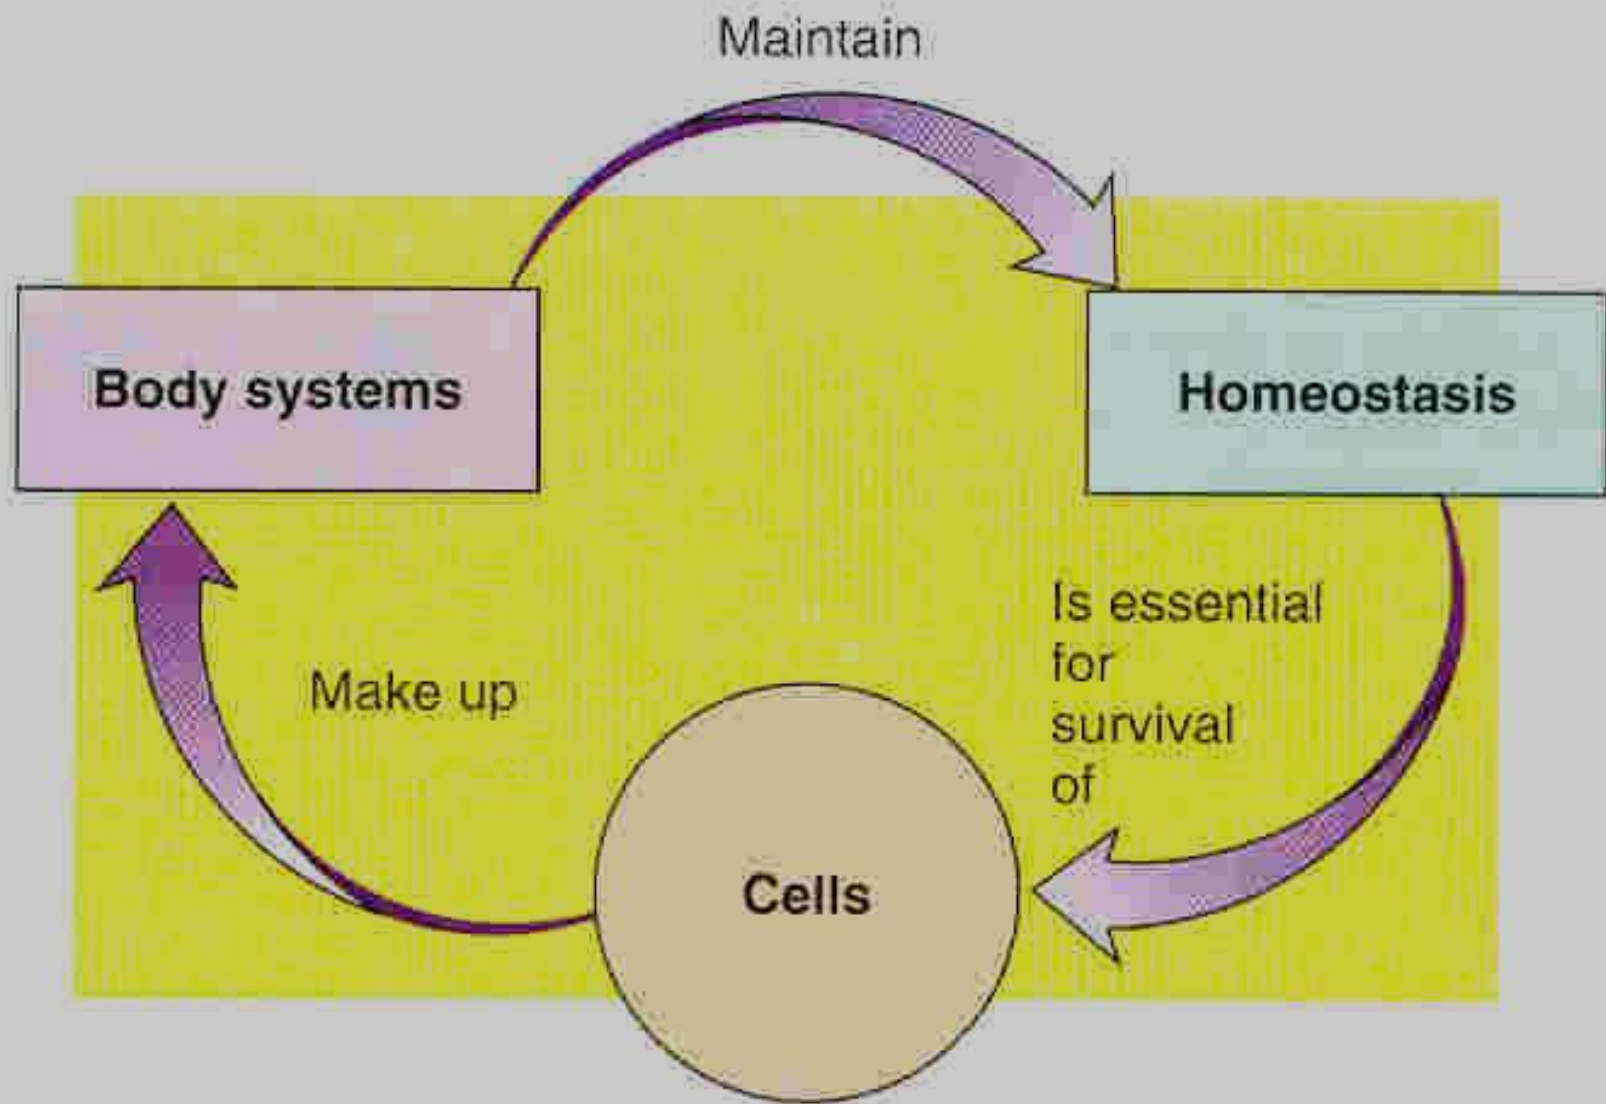 Maintain
Body systems
Homeostasis
Is essential
for
survival
of
Make up
Cells